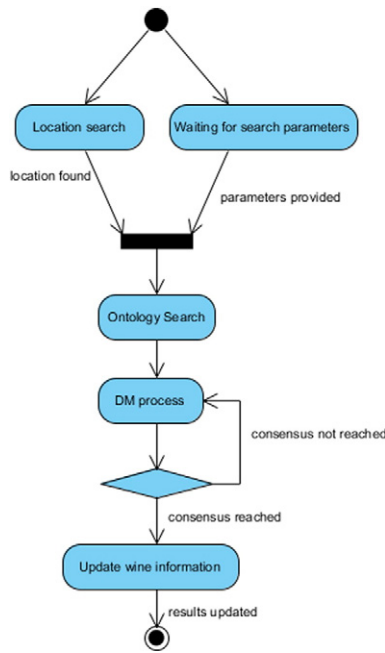 Location search
Waiting for search parameters
location found
parameters provided
Ontology Search
DM process
consensus not reached
consensus reached
Update wine information
results updated